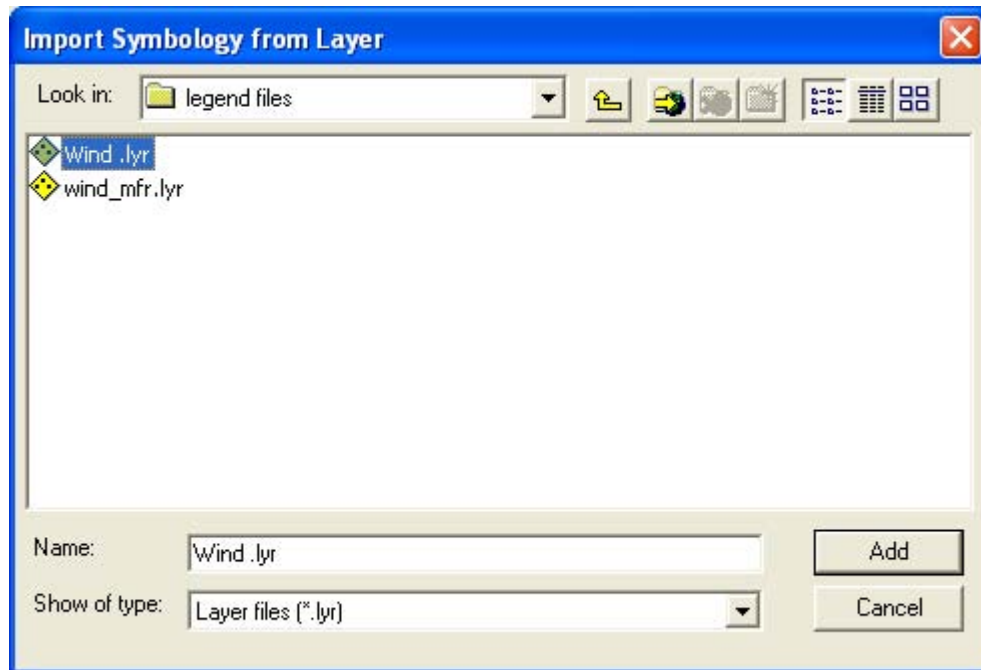 Import Symbology from Layer
Look in: legend files
Wind .lyr
wind_mfr.lyr
Name: Wind .lyr Add
Show of type: Layer files (*.lyr) Cancel